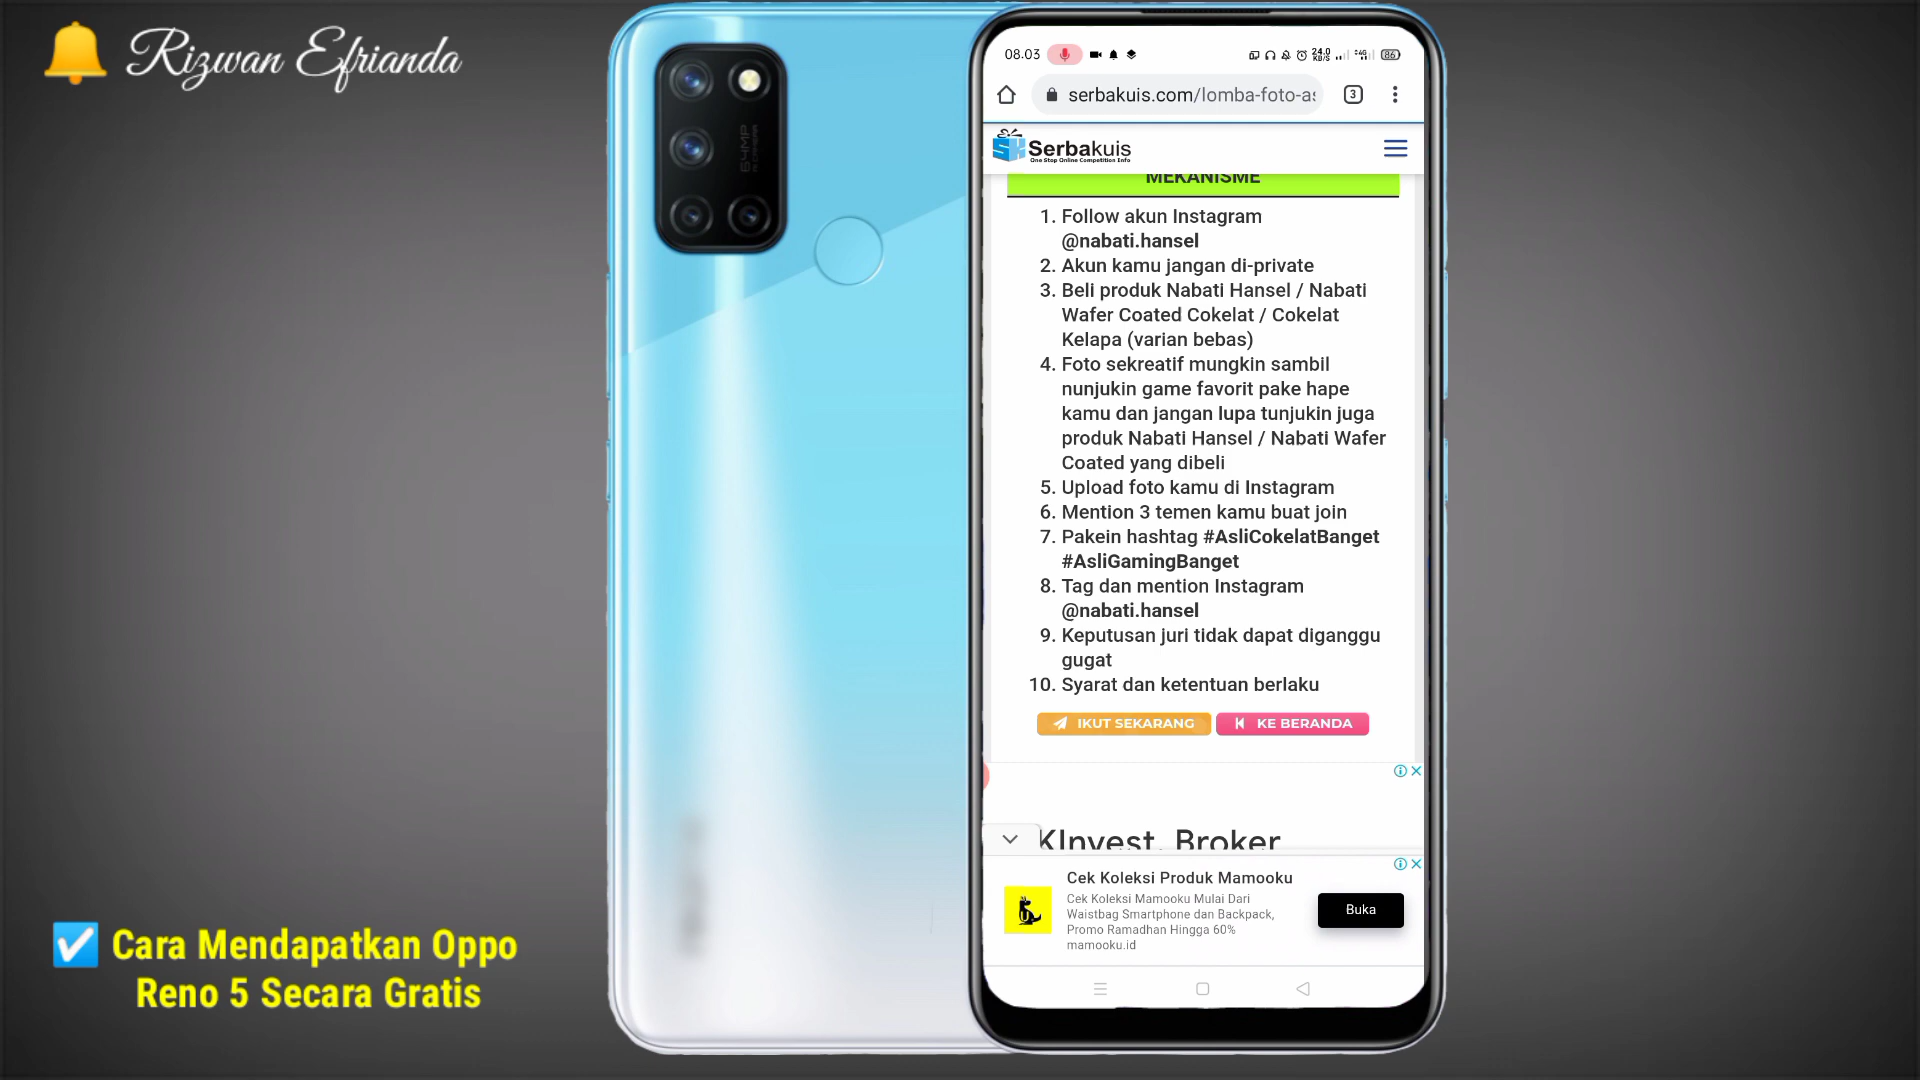 Rizwan Efrianda
08.03
24.0
KB/S
4G
86
serbakuis.com/lomba-foto-as
3
Serbakuis
One Stop Online Competition Info
MEKANISME
1. Follow akun Instagram
@nabati.hansel
2. Akun kamu jangan di-private
3. Beli produk Nabati Hansel / Nabati
Wafer Coated Cokelat / Cokelat
Kelapa (varian bebas)
4. Foto sekreatif mungkin sambil
nunjukin game favorit pake hape
kamu dan jangan lupa tunjukin juga
produk Nabati Hansel / Nabati Wafer
Coated yang dibeli
5. Upload foto kamu di Instagram
6. Mention 3 temen kamu buat join
7. Pakein hashtag #AsliCokelatBanget
#AsliGamingBanget
8. Tag dan mention Instagram
@nabati.hansel
9. Keputusan juri tidak dapat diganggu
gugat
10. Syarat dan ketentuan berlaku
IKUT SEKARANG
KE BERANDA
KInvest. Broker
Cek Koleksi Produk Mamooku
Cek Koleksi Mamooku Mulai Dari
Waistbag Smartphone dan Backpack,
Promo Ramadhan Hingga 60%
mamooku.id
Buka
64MP
Cara Mendapatkan Oppo
Reno 5 Secara Gratis